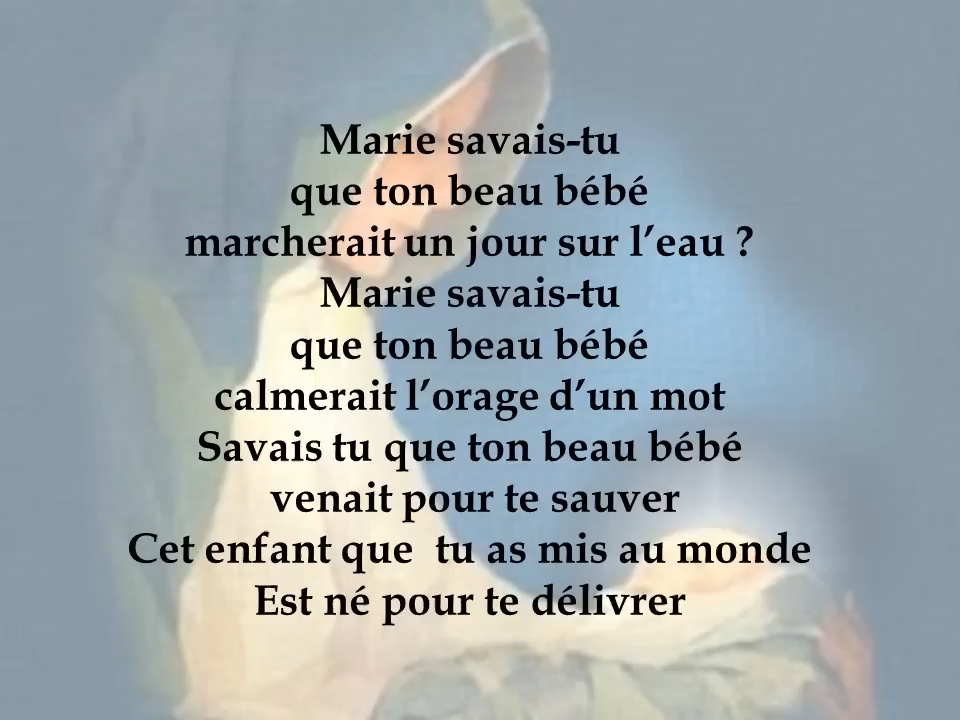 Marie savais-tu
que ton beau bébé
marcherait un jour sur l’eau ?
Marie savais-tu
que ton beau bébé
calmerait l’orage d’un mot
Savais tu que ton beau bébé
venait pour te sauver
Cet enfant que  tu as mis au monde
Est né pour te délivrer